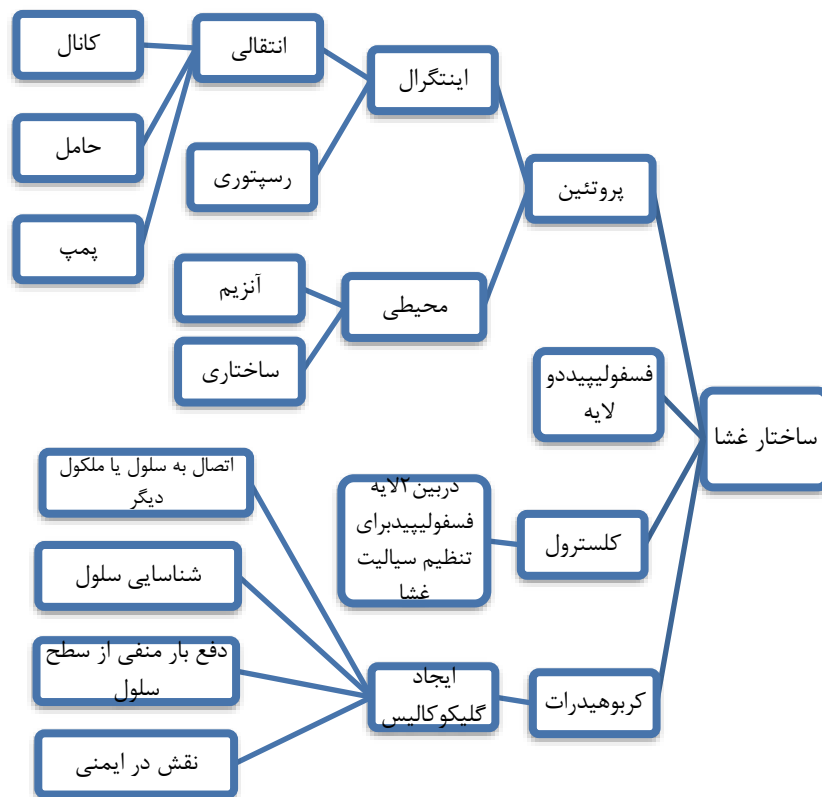 ساختار غشا
پروتئین
اینتگرال
انتقالی
کانال
حامل
پمپ
رسپتوری
محیطی
آنزیم
ساختاری
فسفولیپیددو
لایه
کلسترول
دربین۲لایه
فسفولیپیدبرای
تنظیم سیالیت
غشا
کربوهیدرات
ایجاد
گلیکوکالیس
اتصال به سلول یا ملکول
دیگر
شناسایی سلول
دفع بار منفی از سطح
سلول
نقش در ایمنی